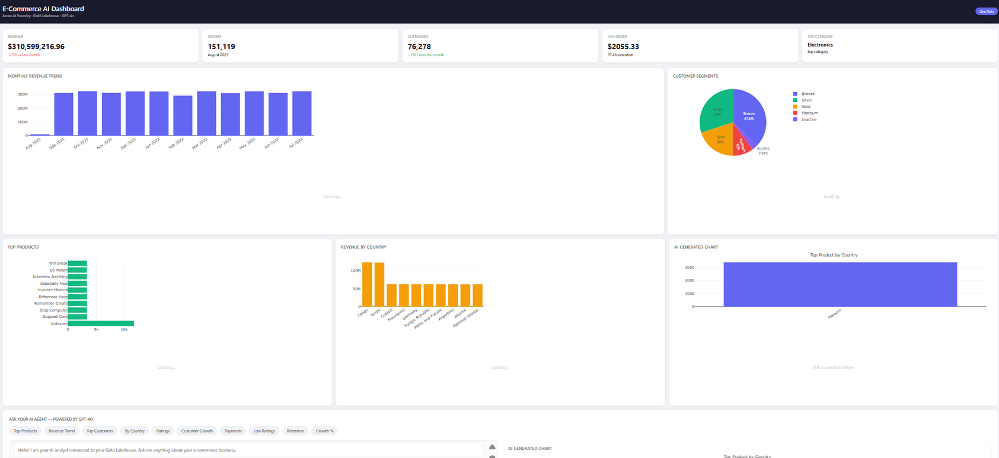 E-Commerce AI Dashboard
Azure AI Foundry · Gold Lakehouse · GPT-4o
Live Data
REVENUE
$310,599,216.96
-2.9% vs last month
ORDERS
151,119
August 2025
CUSTOMERS
76,278
+1981 new this month
AVG ORDER
$2055.33
97.4% retention
TOP CATEGORY
Electronics
top category
MONTHLY REVENUE TREND
300M
200M
100M
0
Aug 2021
Sep 2021
Oct 2021
Nov 2021
Dec 2021
Jan 2022
Feb 2022
Mar 2022
Apr 2022
May 2022
Jun 2022
Jul 2022
Loading...
CUSTOMER SEGMENTS
Silver
30%
Bronze
37.5%
Gold
20%
Platinum
10%
Inactive
2.54%
Bronze
Silver
Gold
Platinum
Inactive
Loading...
TOP PRODUCTS
Will Break
Do Million
Interview Anything
Especially Now
Number Medical
Difference Keep
Remember Create
Stop Computer
Suggest Card
Unknown
0
5k
10k
Loading...
REVENUE BY COUNTRY
100M
50M
0
Congo
Korea
Croatia
Mauritania
Germany
Kyrgyz Republic
Wallis and Futuna
Argentina
Albania
Marshall Islands
Loading...
AI GENERATED CHART
Top Product by Country
3000
2000
1000
0
Morocco
Ask a question below
ASK YOUR AI AGENT — POWERED BY GPT-4O
Top Products
Revenue Trend
Top Customers
By Country
Ratings
Customer Growth
Payments
Low Ratings
Retention
Growth %
Hello! I am your AI analyst connected to your Gold Lakehouse. Ask me anything about your e-commerce business.
AI GENERATED CHART
Top Product by Country